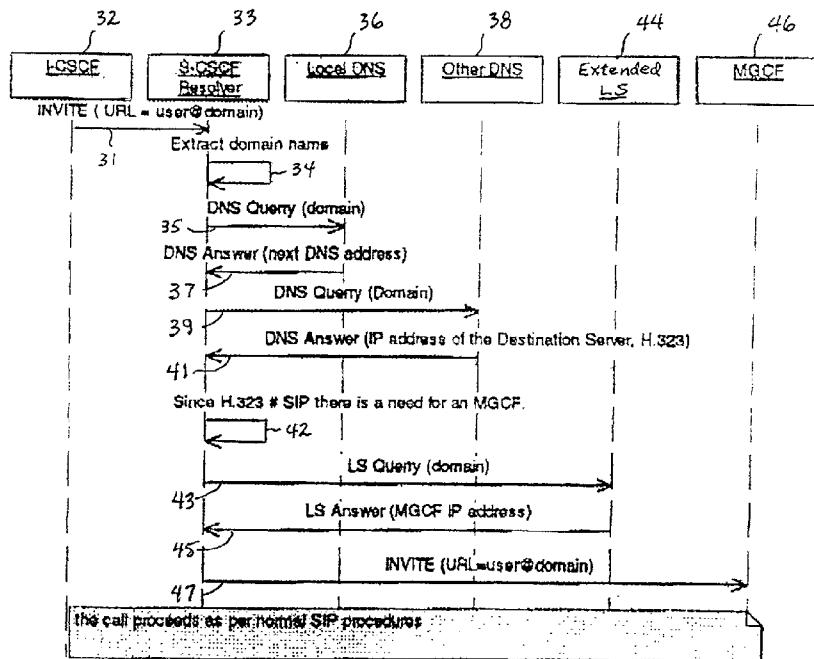 32 33 36 38 44 46
I-CSCF S-CSCF Local DNS Other DNS Extended MGCF
Resolver LS
INVITE ( URL = user@domain)
31
Extract domain name
34
DNS Query (domain)
35
DNS Answer (next DNS address)
37
DNS Query (Domain)
39
DNS Answer (IP address of the Destination Server, H.323)
41
Since H.323 # SIP there is a need for an MGCF.
42
LS Query (domain)
43
LS Answer (MGCF IP address)
45
INVITE (URL=user@domain)
47
the call proceeds as per normal SIP procedures